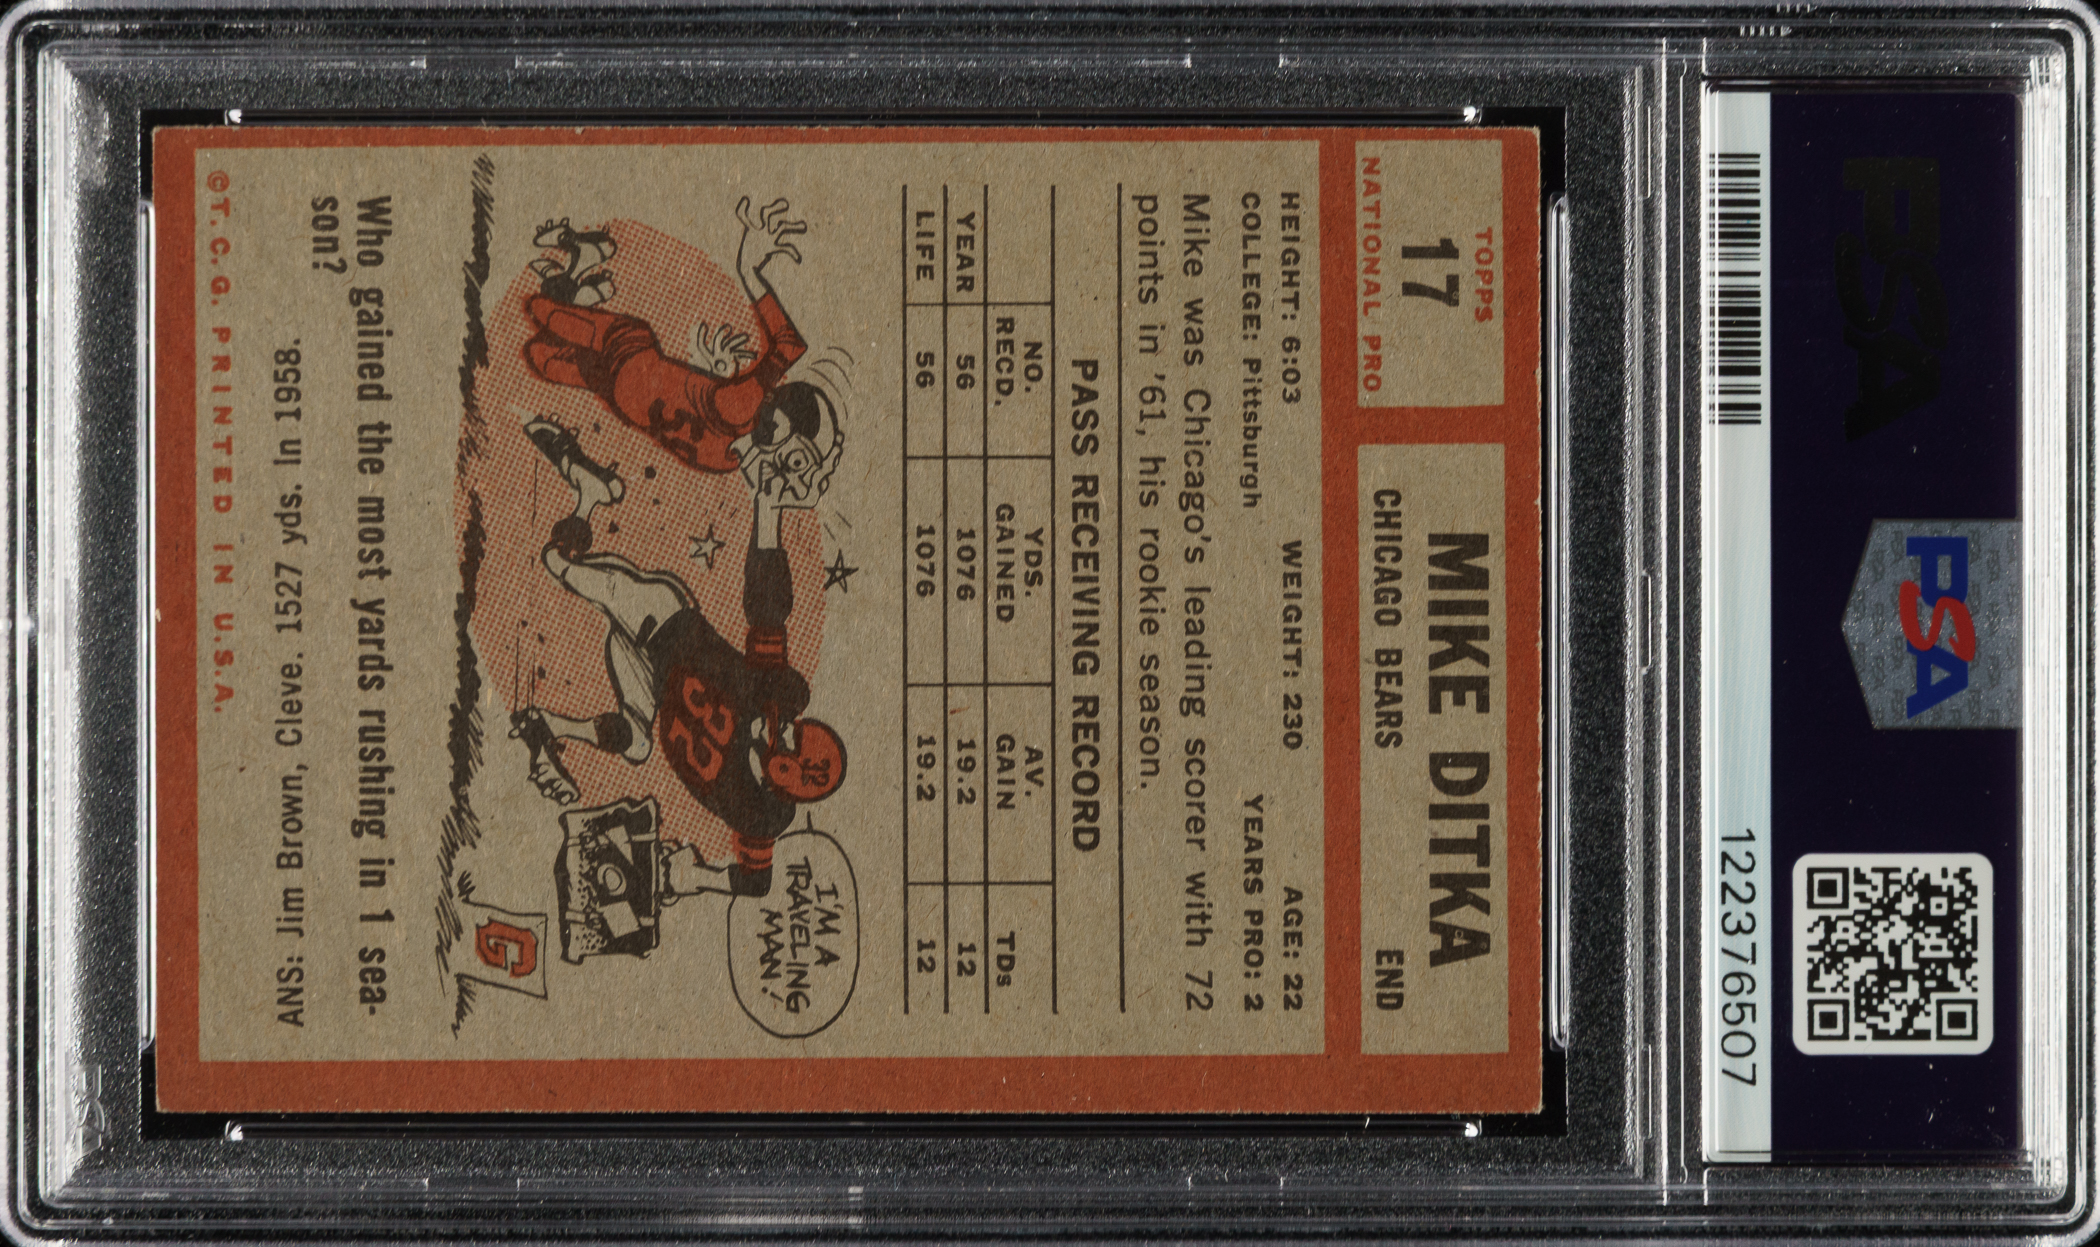 TOPPS
17
NATIONAL PRO
MIKE DITKA
CHICAGO BEARS END
HEIGHT: 6:03 WEIGHT: 230 AGE: 22
COLLEGE: Pittsburgh YEARS PRO: 2
Mike was Chicago's leading scorer with 72
points in '61, his rookie season.
PASS RECEIVING RECORD
NO. RECD. YDS. GAINED AV. GAIN TDs
YEAR 56 1076 19.2 12
LIFE 56 1076 19.2 12
I'M A
TRAVELING
MAN!
32
32
G
Who gained the most yards rushing in 1 sea-
son?
ANS: Jim Brown, Cleve. 1527 yds. In 1958.
©T.C.G. PRINTED IN U.S.A.
PSA
PSA
122376507